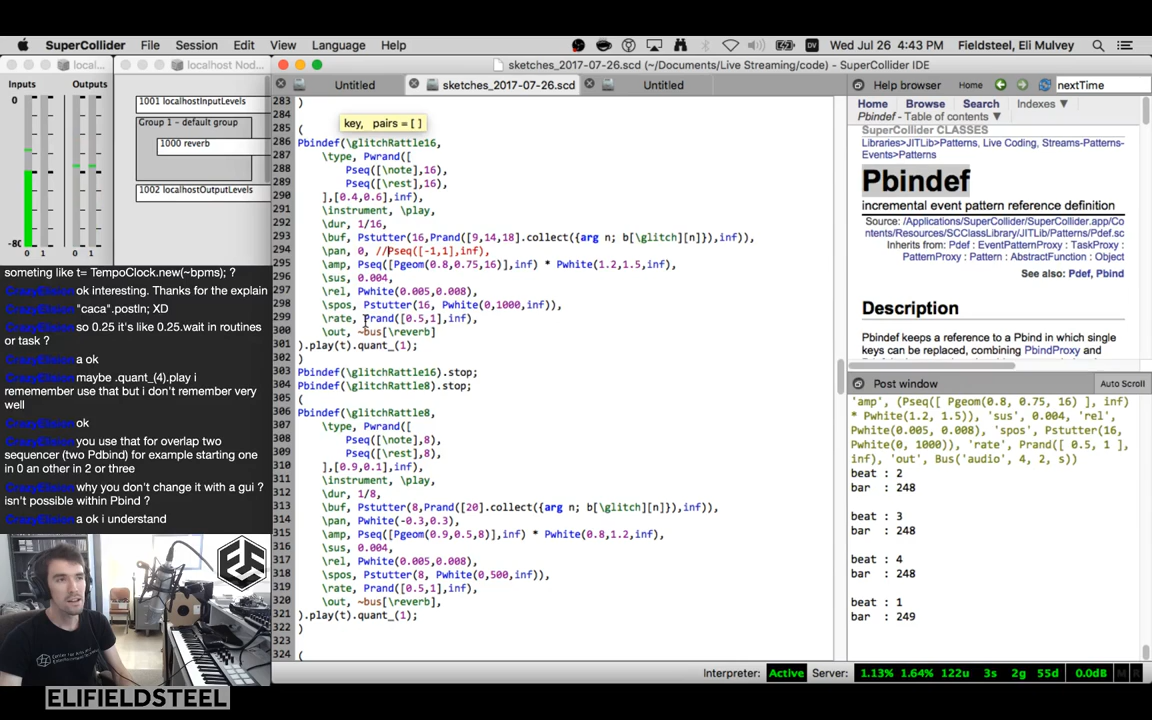 SuperCollider File Session Edit View Language Help DV Wed Jul 26 4:43 PM Fieldsteel, Eli Mulvey
local...
localhost Nod...
sketches_2017-07-26.scd (~/Documents/Live Streaming/code) – SuperCollider IDE
Inputs Outputs
0
-80
1001 localhostInputLevels
Group 1 - default group
1000 reverb
1002 localhostOutputLevels
Untitled
sketches_2017-07-26.scd
Untitled
283 )
284
key, pairs = [ ]
285 (
286 Pbindef(\glitchRattle16,
287 \type, Pwrand([
288 Pseq([\note],16),
289 Pseq([\rest],16),
290 ],[0.4,0.6],inf),
291 \instrument, \play,
292 \dur, 1/16,
293 \buf, Pstutter(16,Prand([9,14,18].collect({arg n; b[\glitch][n]}),inf)),
294 \pan, 0, //Pseq([-1,1],inf),
295 \amp, Pseq([Pgeom(0.8,0.75,16)],inf) * Pwhite(1.2,1.5,inf),
296 \sus, 0.004,
297 \rel, Pwhite(0.005,0.008),
298 \spos, Pstutter(16, Pwhite(0,1000,inf)),
299 \rate, Prand([0.5,1],inf),
300 \out, ~bus[\reverb]
301 ).play(t).quant_(1);
302 )
303 Pbindef(\glitchRattle16).stop;
304 Pbindef(\glitchRattle8).stop;
305 (
306 Pbindef(\glitchRattle8,
307 \type, Pwrand([
308 Pseq([\note],8),
309 Pseq([\rest],8),
310 ],[0.9,0.1],inf),
311 \instrument, \play,
312 \dur, 1/8,
313 \buf, Pstutter(8,Prand([20].collect({arg n; b[\glitch][n]}),inf)),
314 \pan, Pwhite(-0.3,0.3),
315 \amp, Pseq([Pgeom(0.9,0.5,8)],inf) * Pwhite(0.8,1.2,inf),
316 \sus, 0.004,
317 \rel, Pwhite(0.005,0.008),
318 \spos, Pstutter(8, Pwhite(0,500,inf)),
319 \rate, Prand([0.5,1],inf),
320 \out, ~bus[\reverb],
321 ).play(t).quant_(1);
322 )
323
324 (
someting like t= TempoClock.new(~bpms); ?
CrazyEloise ok interesting. Thanks for the explain
CrazyEloise "caca".postln; XD
CrazyEloise so 0.25 it's like 0.25.wait in routines
or task ?
CrazyEloise a ok
CrazyEloise maybe .quant_(4).play i
rememember use that but i don't remember very
well
CrazyEloise ok
CrazyEloise you use that for overlap two
sequencer (two Pdbind) for example starting one
in 0 an other in 2 or three
CrazyEloise why you don't change it with a gui ?
isn't possible within Pbind ?
CrazyEloise a ok i understand
ELIFIELDSTEEL
Help browser Home nextTime
Home Browse Search Indexes ▼
Pbindef - Table of contents ▼
SuperCollider CLASSES
Libraries>JITLib>Patterns, Live Coding, Streams-Patterns-
Events>Patterns
Pbindef
incremental event pattern reference definition
Source: /Applications/SuperCollider/SuperCollider.app/Co
ntents/Resources/SCClassLibrary/JITLib/Patterns/Pbindef.sc
PatternProxy : Pattern : AbstractFunction : Object
See also: Pdef, Pbind
Description
Pbindef keeps a reference to a Pbind in which single
keys can be replaced, combining PbindProxy and
Post window Auto Scroll
'amp', (Pseq([ Pgeom(0.8, 0.75, 16) ], inf)
* Pwhite(1.2, 1.5)), 'sus', 0.004, 'rel',
Pwhite(0.005, 0.008), 'spos', Pstutter(16,
Pwhite(0, 1000)), 'rate', Prand([ 0.5, 1 ],
inf), 'out', Bus('audio', 4, 2, s))
beat : 2
bar : 248
beat : 3
bar : 248
beat : 4
bar : 248
beat : 1
bar : 249
Interpreter: Active Server: 1.13% 1.64% 122u 3s 2g 55d 0.0dB M R